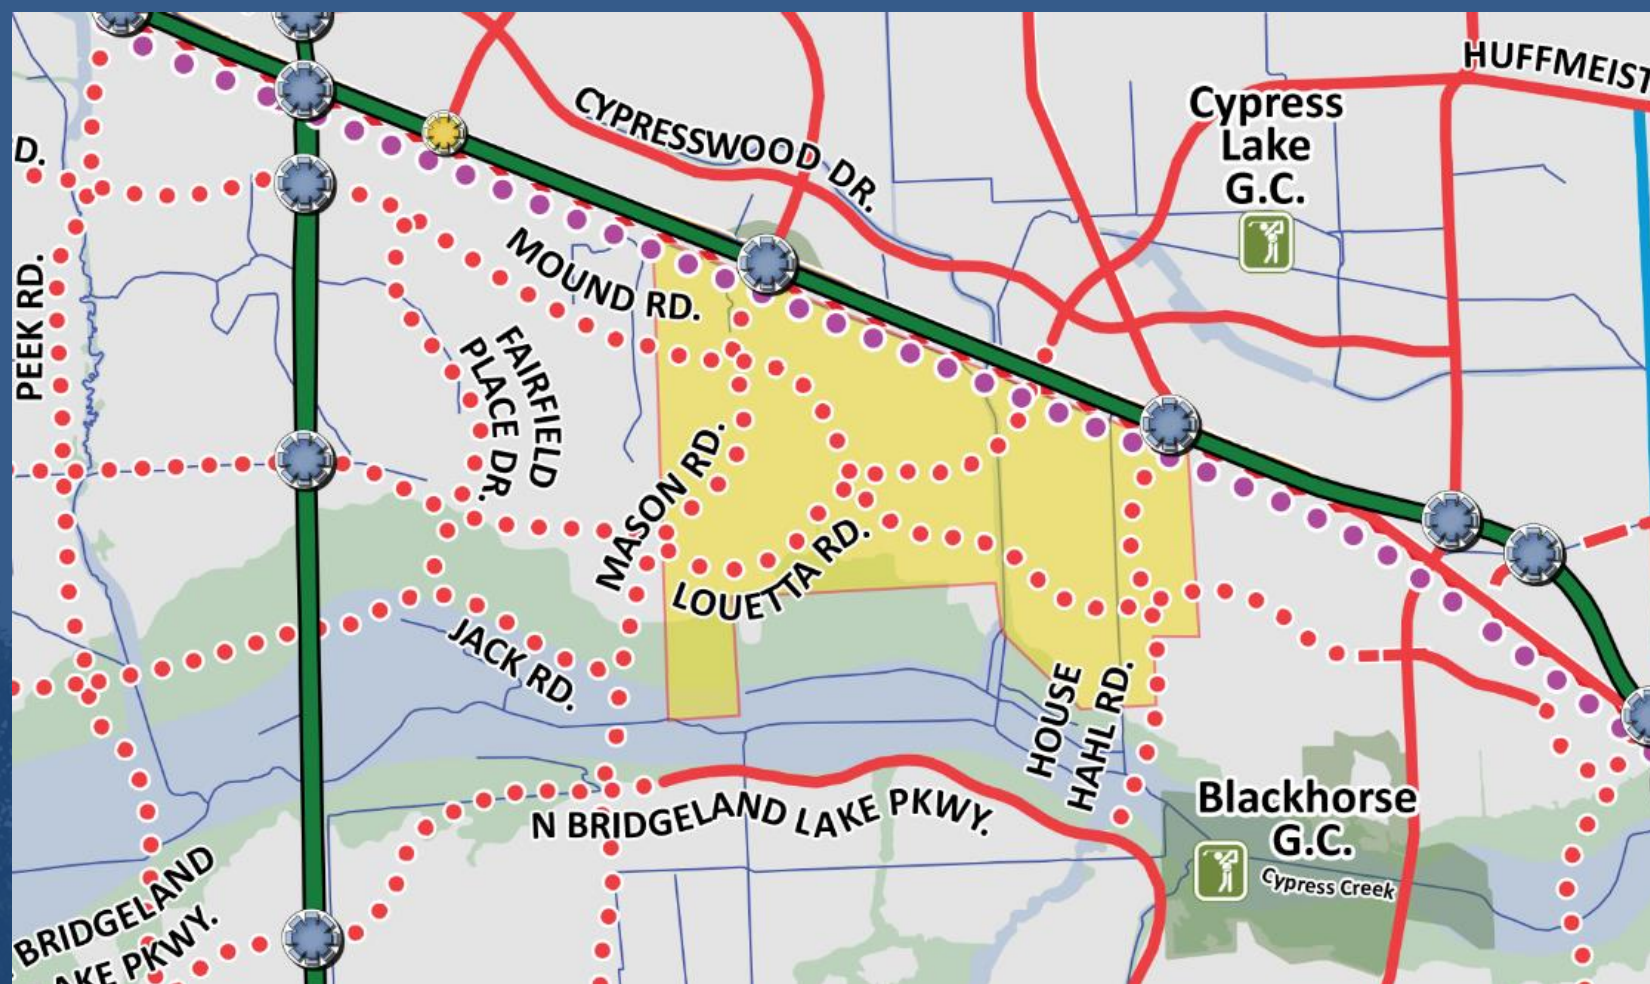 HUFFMEIST
Cypress
Lake
G.C.
CYPRESSWOOD DR.
D.
MOUND RD.
PEEK RD.
FAIRFIELD
PLACE DR.
MASON RD.
LOUETTA RD.
JACK RD.
HOUSE
HAHL RD.
N BRIDGELAND LAKE PKWY.
Blackhorse
G.C.
Cypress Creek
BRIDGELAND
AKE PKWY.